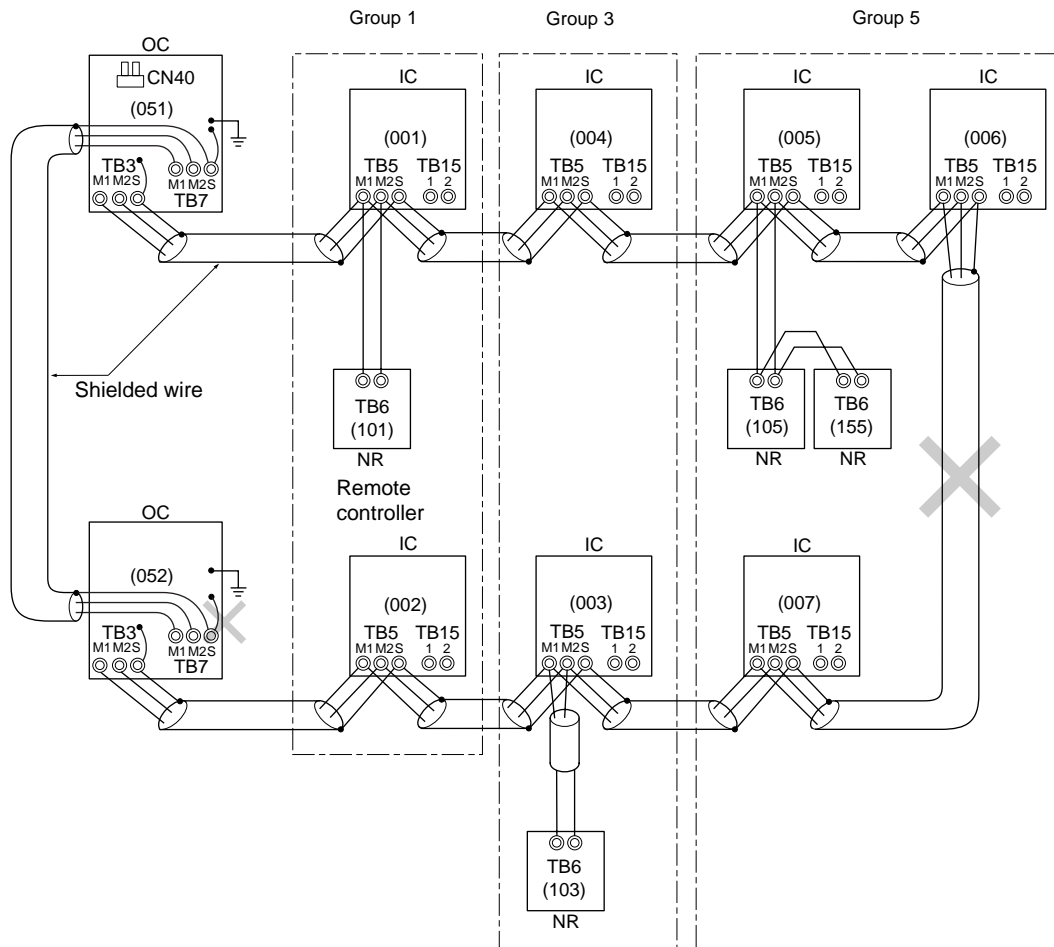 Group 1
Group 3
Group 5
OC
CN40
(051)
TB3
M1 M2 S
M1 M2 S
TB7
IC
(001)
TB5 TB15
M1 M2 S 1 2
IC
(004)
TB5 TB15
M1 M2 S 1 2
IC
(005)
TB5 TB15
M1 M2 S 1 2
IC
(006)
TB5 TB15
M1 M2 S 1 2
Shielded wire
TB6
(101)
NR
Remote
controller
TB6
(105)
NR
TB6
(155)
NR
OC
(052)
TB3
M1 M2 S
M1 M2 S
TB7
IC
(002)
TB5 TB15
M1 M2 S 1 2
IC
(003)
TB5 TB15
M1 M2 S 1 2
IC
(007)
TB5 TB15
M1 M2 S 1 2
TB6
(103)
NR